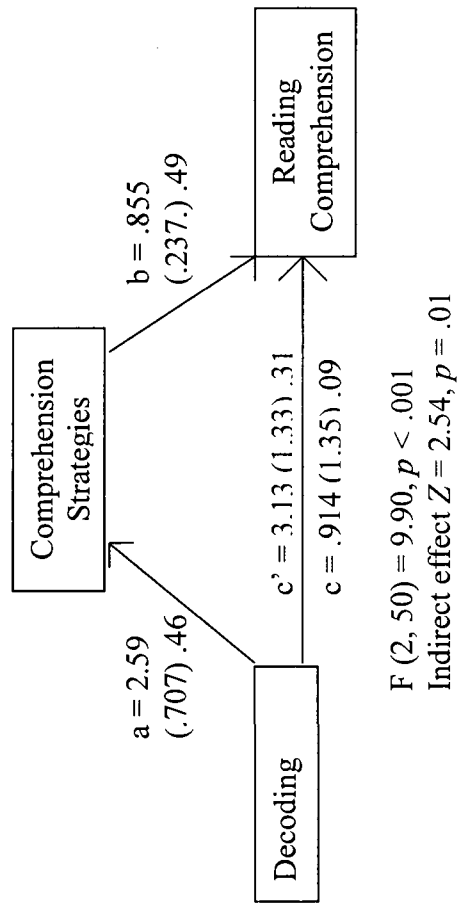 Comprehension
Strategies
a = 2.59
(.707) .46
b = .855
(.237.) .49
Decoding
c’ = 3.13 (1.33) .31
c = .914 (1.35) .09
Reading
Comprehension
F (2, 50) = 9.90, p < .001
Indirect effect Z = 2.54, p = .01